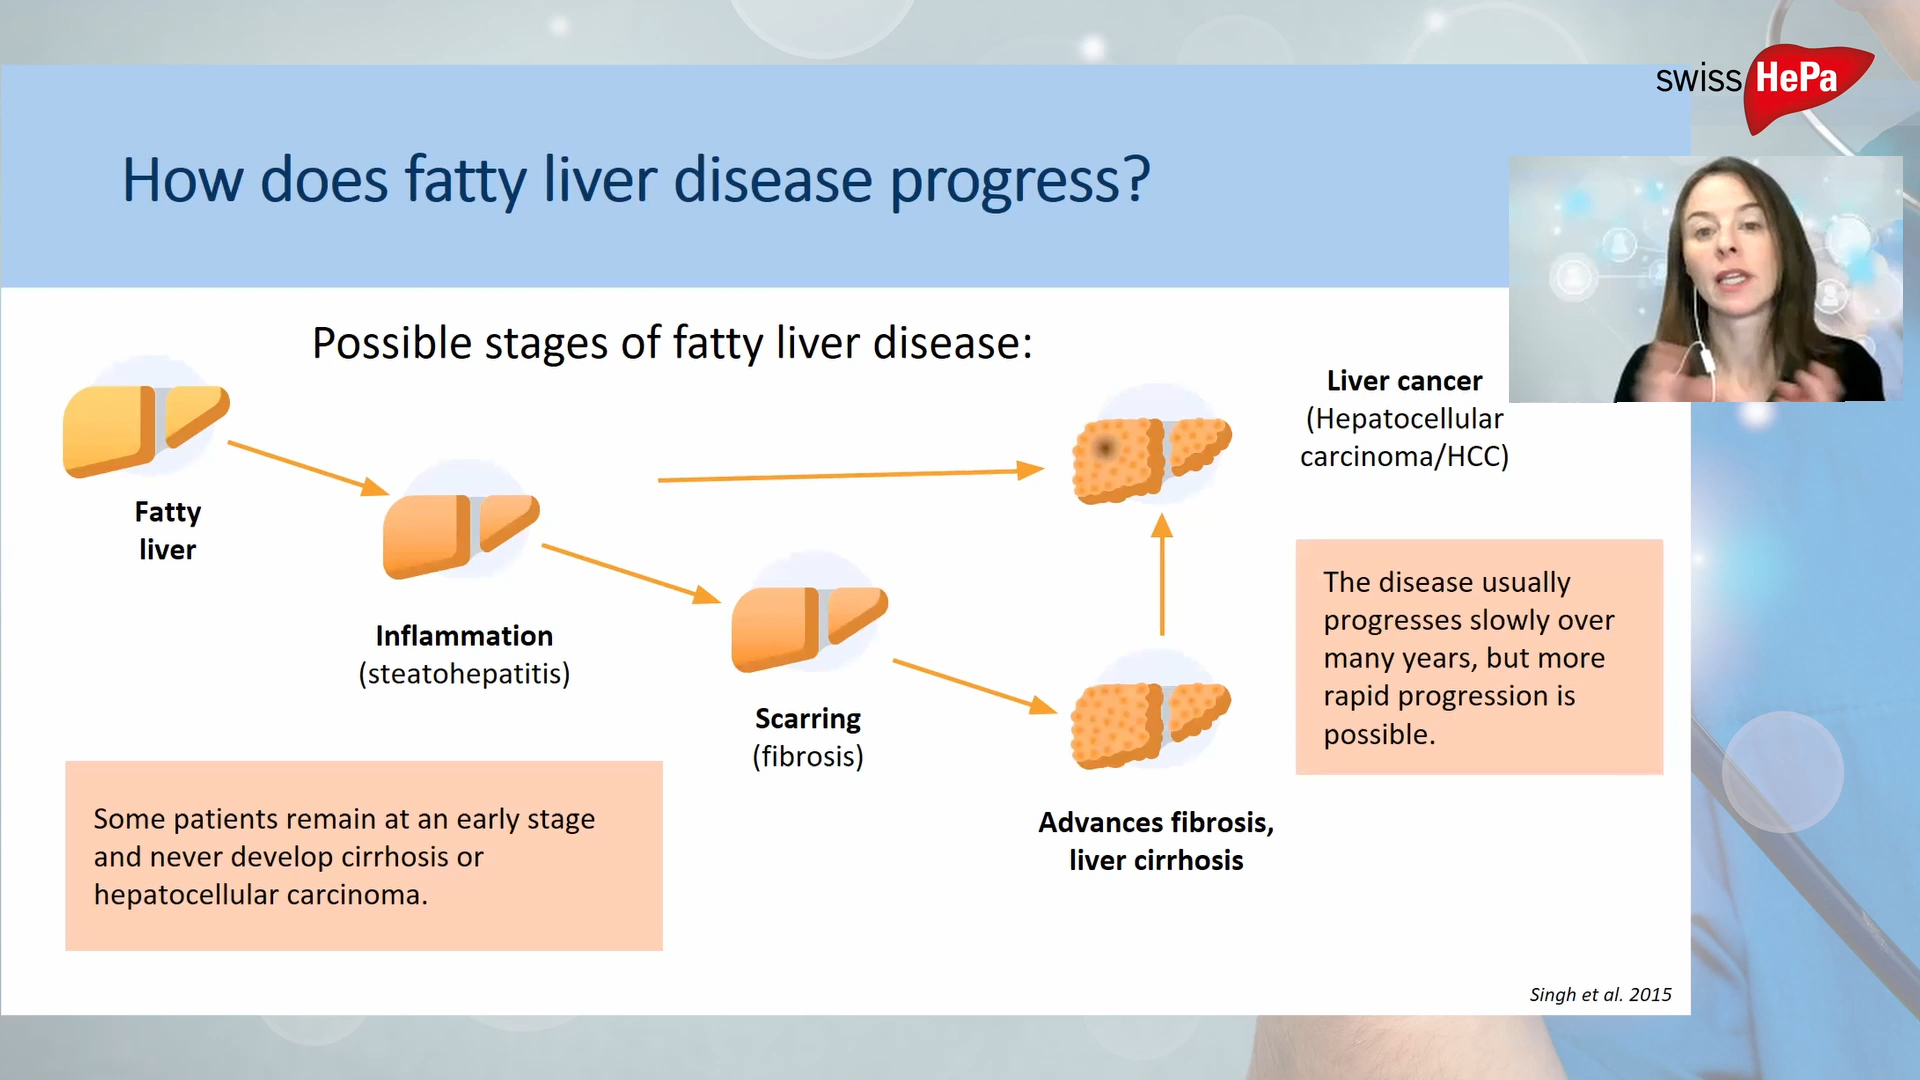 swiss HePa
How does fatty liver disease progress?
Possible stages of fatty liver disease:
Fatty
liver
Inflammation
(steatohepatitis)
Scarring
(fibrosis)
Advances fibrosis,
liver cirrhosis
Liver cancer
(Hepatocellular
carcinoma/HCC)
The disease usually
progresses slowly over
many years, but more
rapid progression is
possible.
Some patients remain at an early stage
and never develop cirrhosis or
hepatocellular carcinoma.
Singh et al. 2015